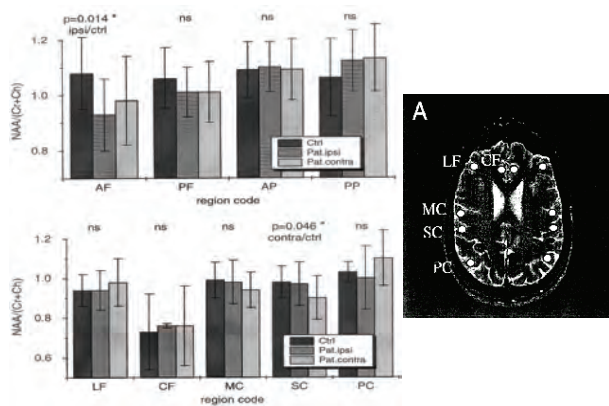 p=0.014 *
ipsi/ctrl
ns
ns
ns
1.2
1.0
0.8
NAA/(Cr+Ch)
Ctrl
Pat.ipsi
Pat.contra
AF
PF
AP
PP
region code
ns
ns
ns
p=0.046 *
contra/ctrl
ns
1.2
1.0
0.8
0.6
NAA/(Cr+Ch)
Ctrl
Pat.ipsi
Pat.contra
LF
CF
MC
SC
PC
region code
A
LF
CF
MC
SC
PC